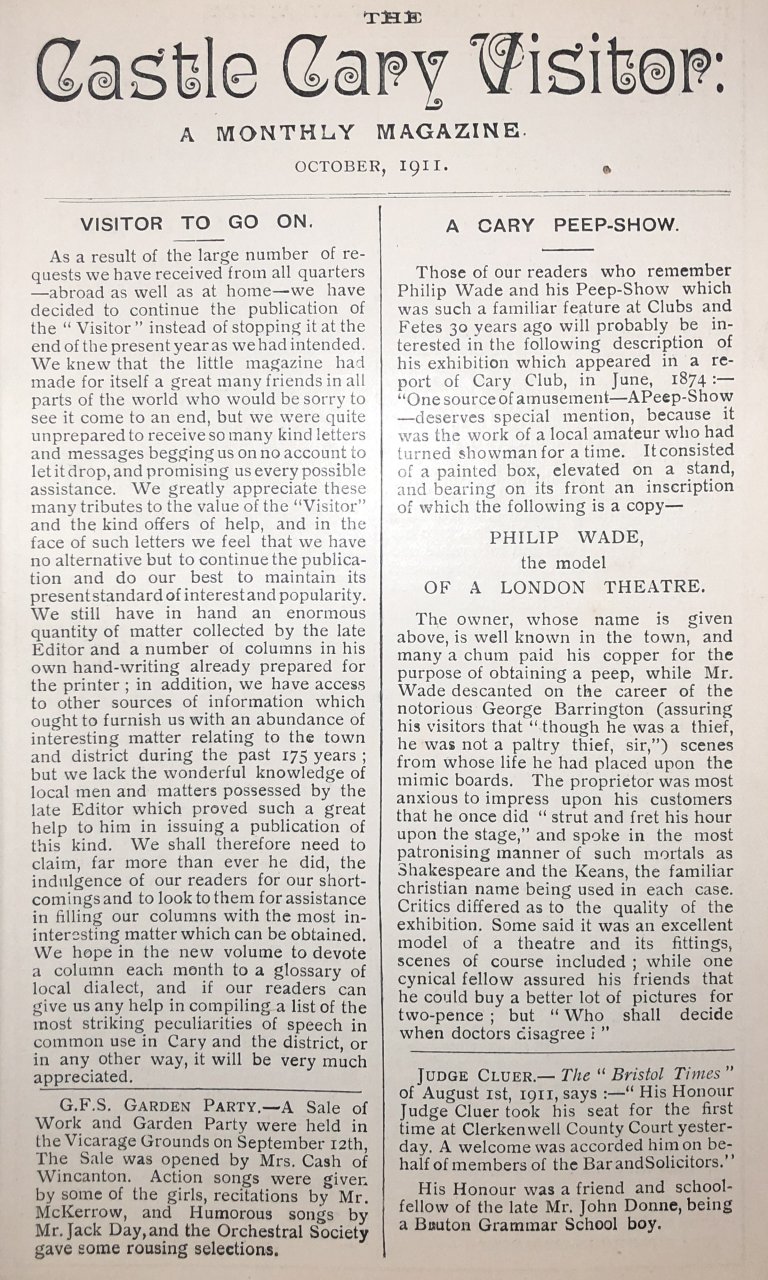 THE
Castle Cary Visitor:
A MONTHLY MAGAZINE.
OCTOBER, 1911.
VISITOR TO GO ON.
As a result of the large number of re-
quests we have received from all quarters
—abroad as well as at home—we have
decided to continue the publication of
the “ Visitor ” instead of stopping it at the
end of the present year as we had intended.
We knew that the little magazine had
made for itself a great many friends in all
parts of the world who would be sorry to
see it come to an end, but we were quite
unprepared to receive so many kind letters
and messages begging us on no account to
let it drop, and promising us every possible
assistance. We greatly appreciate these
many tributes to the value of the “Visitor”
and the kind offers of help, and in the
face of such letters we feel that we have
no alternative but to continue the publica-
tion and do our best to maintain its
present standard of interest and popularity.
We still have in hand an enormous
quantity of matter collected by the late
Editor and a number of columns in his
own hand-writing already prepared for
the printer ; in addition, we have access
to other sources of information which
ought to furnish us with an abundance of
interesting matter relating to the town
and district during the past 175 years ;
but we lack the wonderful knowledge of
local men and matters possessed by the
late Editor which proved such a great
help to him in issuing a publication of
this kind. We shall therefore need to
claim, far more than ever he did, the
indulgence of our readers for our short-
comings and to look to them for assistance
in filling our columns with the most in-
interesting matter which can be obtained.
We hope in the new volume to devote
a column each month to a glossary of
local dialect, and if our readers can
give us any help in compiling a list of the
most striking peculiarities of speech in
common use in Cary and the district, or
in any other way, it will be very much
appreciated.
G.F.S. GARDEN PARTY.—A Sale of
Work and Garden Party were held in
the Vicarage Grounds on September 12th,
The Sale was opened by Mrs. Cash of
Wincanton. Action songs were given
by some of the girls, recitations by Mr.
McKerrow, and Humorous songs by
Mr. Jack Day, and the Orchestral Society
gave some rousing selections.
A CARY PEEP-SHOW.
Those of our readers who remember
Philip Wade and his Peep-Show which
was such a familiar feature at Clubs and
Fetes 30 years ago will probably be in-
terested in the following description of
his exhibition which appeared in a re-
port of Cary Club, in June, 1874 :—
“One source of amusement—A Peep-Show
—deserves special mention, because it
was the work of a local amateur who had
turned showman for a time. It consisted
of a painted box, elevated on a stand,
and bearing on its front an inscription
of which the following is a copy—
PHILIP WADE,
the model
OF A LONDON THEATRE.
The owner, whose name is given
above, is well known in the town, and
many a chum paid his copper for the
purpose of obtaining a peep, while Mr.
Wade descanted on the career of the
notorious George Barrington (assuring
his visitors that “ though he was a thief,
he was not a paltry thief, sir,”) scenes
from whose life he had placed upon the
mimic boards. The proprietor was most
anxious to impress upon his customers
that he once did “ strut and fret his hour
upon the stage,” and spoke in the most
patronising manner of such mortals as
Shakespeare and the Keans, the familiar
christian name being used in each case.
Critics differed as to the quality of the
exhibition. Some said it was an excellent
model of a theatre and its fittings,
scenes of course included ; while one
cynical fellow assured his friends that
he could buy a better lot of pictures for
two-pence ; but “ Who shall decide
when doctors disagree ? ”
JUDGE CLUER.— The “ Bristol Times ”
of August 1st, 1911, says :—“ His Honour
Judge Cluer took his seat for the first
time at Clerkenwell County Court yester-
day. A welcome was accorded him on be-
half of members of the Bar and Solicitors.”
His Honour was a friend and school-
fellow of the late Mr. John Donne, being
a Bruton Grammar School boy.